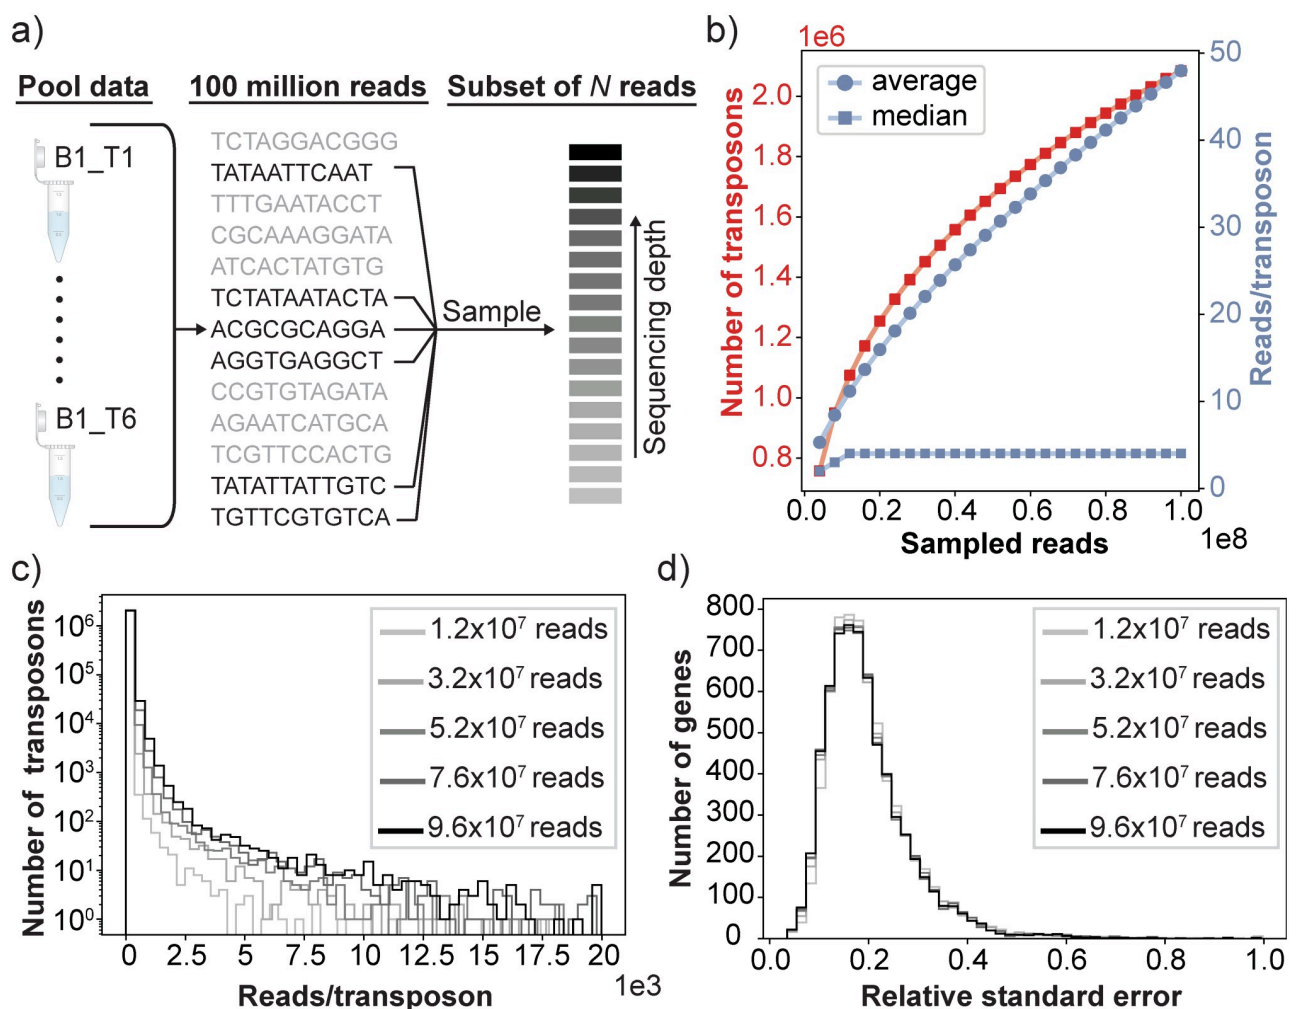 a)
Pool data
100 million reads
Subset of N reads
B1_T1
B1_T6
TCTAGGACGGG
TATAATTCAAT
TTTGAATACCT
CGCAAAGGATA
ATCACTATGTG
TCTATAATACTA
ACGCGCAGGA
AGGTGAGGCT
CCGTGTAGATA
AGAATCATGCA
TCGTTCCACTG
TATATTATTGTC
TGTTCGTGTCA
Sample
Sequencing depth
b)
1e6
average
median
Number of transposons
2.0
1.8
1.6
1.4
1.2
1.0
0.8
Reads/transposon
50
40
30
20
10
0
0.0 0.2 0.4 0.6 0.8 1.0
1e8
Sampled reads
c)
Number of transposons
10⁶
10⁵
10⁴
10³
10²
10¹
10⁰
1.2x10⁷ reads
3.2x10⁷ reads
5.2x10⁷ reads
7.6x10⁷ reads
9.6x10⁷ reads
0 2.5 5 7.5 10 12.5 15 17.5 20
1e3
Reads/transposon
d)
Number of genes
800
700
600
500
400
300
200
100
0
1.2x10⁷ reads
3.2x10⁷ reads
5.2x10⁷ reads
7.6x10⁷ reads
9.6x10⁷ reads
0.0 0.2 0.4 0.6 0.8 1.0
Relative standard error